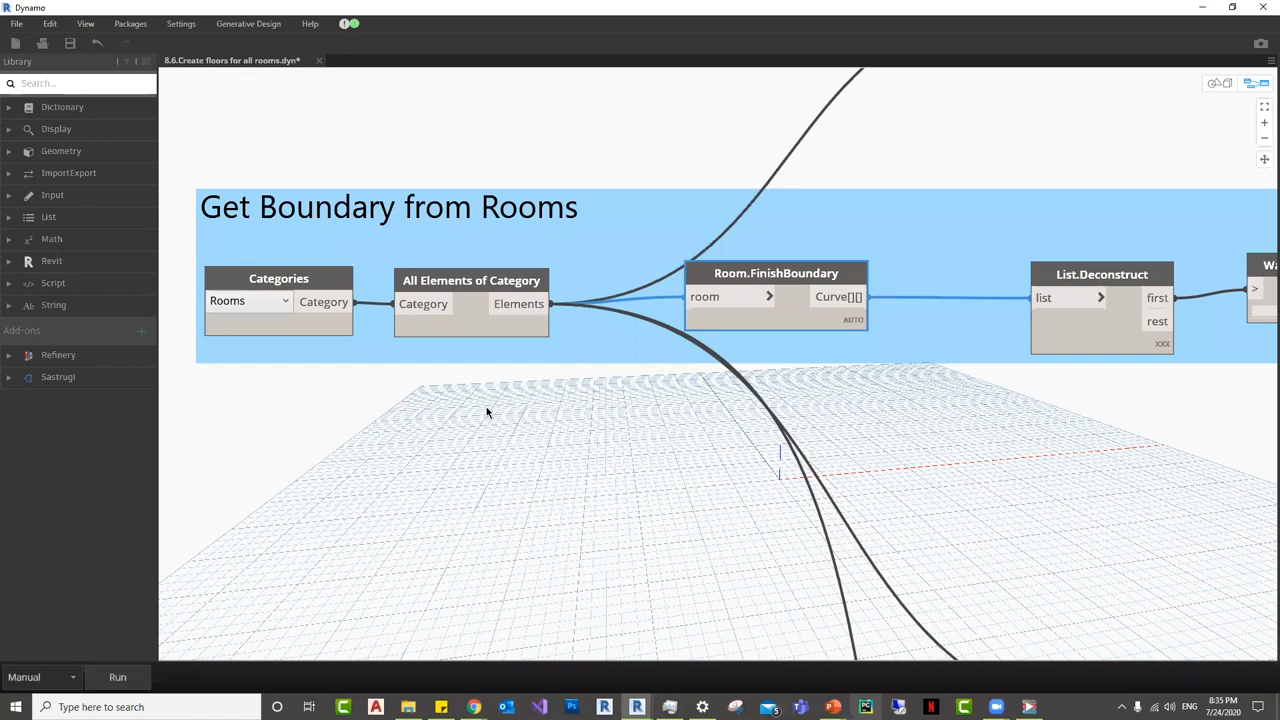 Dynamo
File Edit View Packages Settings Generative Design Help
Library
8.6.Create floors for all rooms.dyn*
Search...
Dictionary
Display
Geometry
ImportExport
Input
List
Math
Revit
Script
String
Add-ons
Refinery
Sastrugi
Get Boundary from Rooms
Categories
Rooms Category
All Elements of Category
Category Elements
Room.FinishBoundary
room > Curve[][]
AUTO
List.Deconstruct
list > first
rest
XXX
Wa
>
Manual Run
Type here to search
5
ENG
8:35 PM
7/24/2020